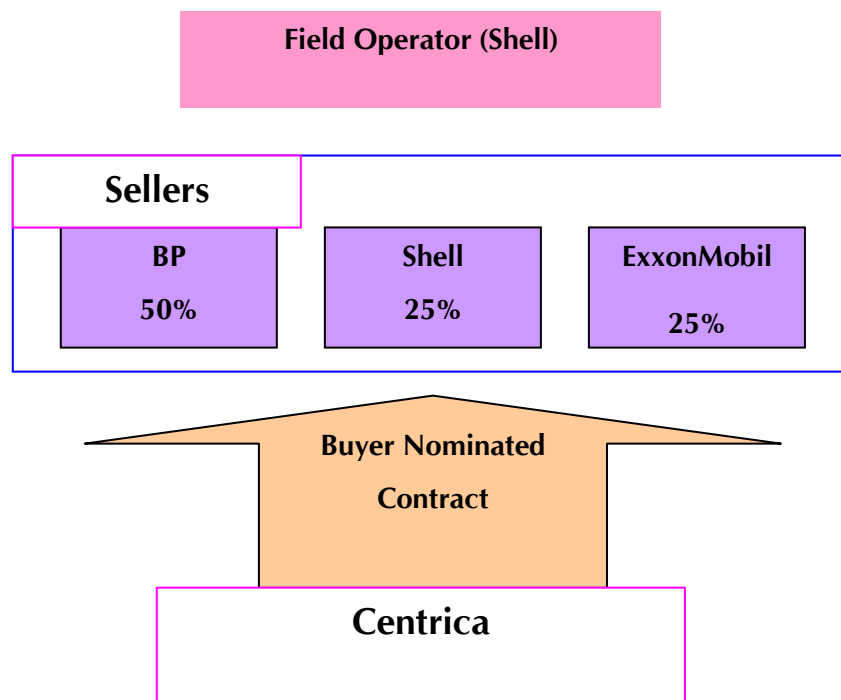 Field Operator (Shell)
Sellers
BP
50%
Shell
25%
ExxonMobil
25%
Buyer Nominated
Contract
Centrica